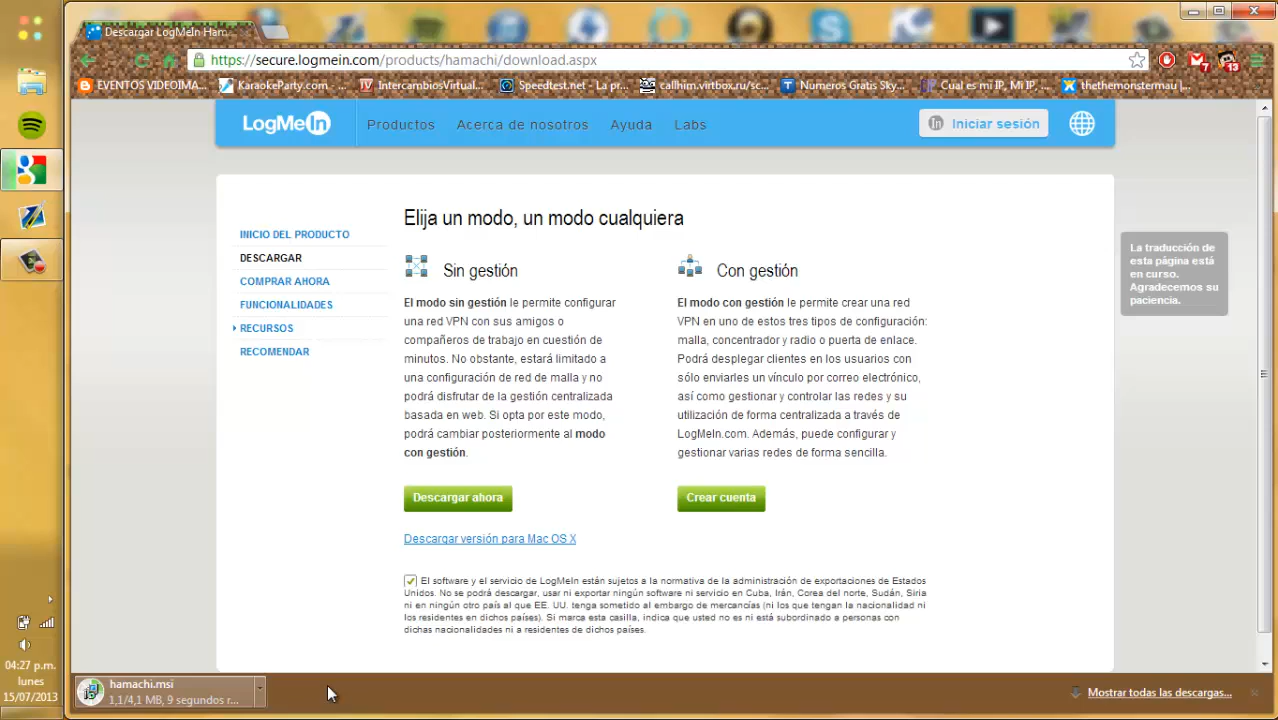 Descargar LogMeIn Ham
https://secure.logmein.com/products/hamachi/download.aspx
7
13
EVENTOS VIDEOIMA...
KaraokeParty.com - ...
IntercambiosVirtual...
Speedtest.net - La pr...
callhim.virtbox.ru/sc...
Numeros Gratis Sky...
Cual es mi IP, Mi IP, ...
thethemonstermau |...
LogMeIn
Productos
Acerca de nosotros
Ayuda
Labs
Iniciar sesión
INICIO DEL PRODUCTO
DESCARGAR
COMPRAR AHORA
FUNCIONALIDADES
RECURSOS
RECOMENDAR
Elija un modo, un modo cualquiera
Sin gestión
El modo sin gestión le permite configurar
una red VPN con sus amigos o
compañeros de trabajo en cuestión de
minutos. No obstante, estará limitado a
una configuración de red de malla y no
podrá disfrutar de la gestión centralizada
basada en web. Si opta por este modo,
podrá cambiar posteriormente al modo
con gestión.
Descargar ahora
Descargar versión para Mac OS X
Con gestión
El modo con gestión le permite crear una red
VPN en uno de estos tres tipos de configuración:
malla, concentrador y radio o puerta de enlace.
Podrá desplegar clientes en los usuarios con
sólo enviarles un vínculo por correo electrónico,
así como gestionar y controlar las redes y su
utilización de forma centralizada a través de
LogMeIn.com. Además, puede configurar y
gestionar varias redes de forma sencilla.
Crear cuenta
La traducción de
esta página está
en curso.
Agradecemos su
paciencia.
El software y el servicio de LogMeIn están sujetos a la normativa de la administración de exportaciones de Estados
Unidos. No se podrá descargar, usar ni exportar ningún software ni servicio en Cuba, Irán, Corea del norte, Sudán, Siria
ni en ningún otro país al que EE. UU. tenga sometido al embargo de mercancías (ni los que tengan la nacionalidad ni
los residentes en dichos países). Si marca esta casilla, indica que usted no es ni está subordinado a personas con
dichas nacionalidades ni a residentes de dichos países.
04:27 p.m.
lunes
15/07/2013
hamachi.msi
1,1/4,1 MB, 9 segundos r...
Mostrar todas las descargas...